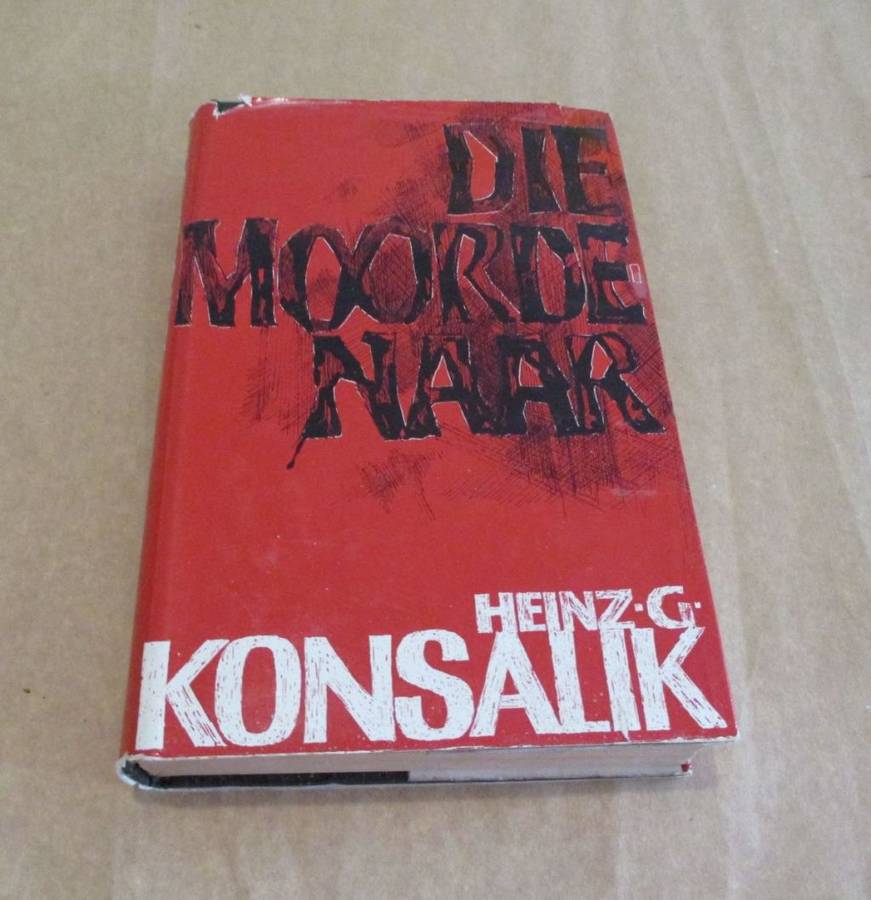 DIE
MOORDE
NAAR
HEINZ·G·
KONSALIK